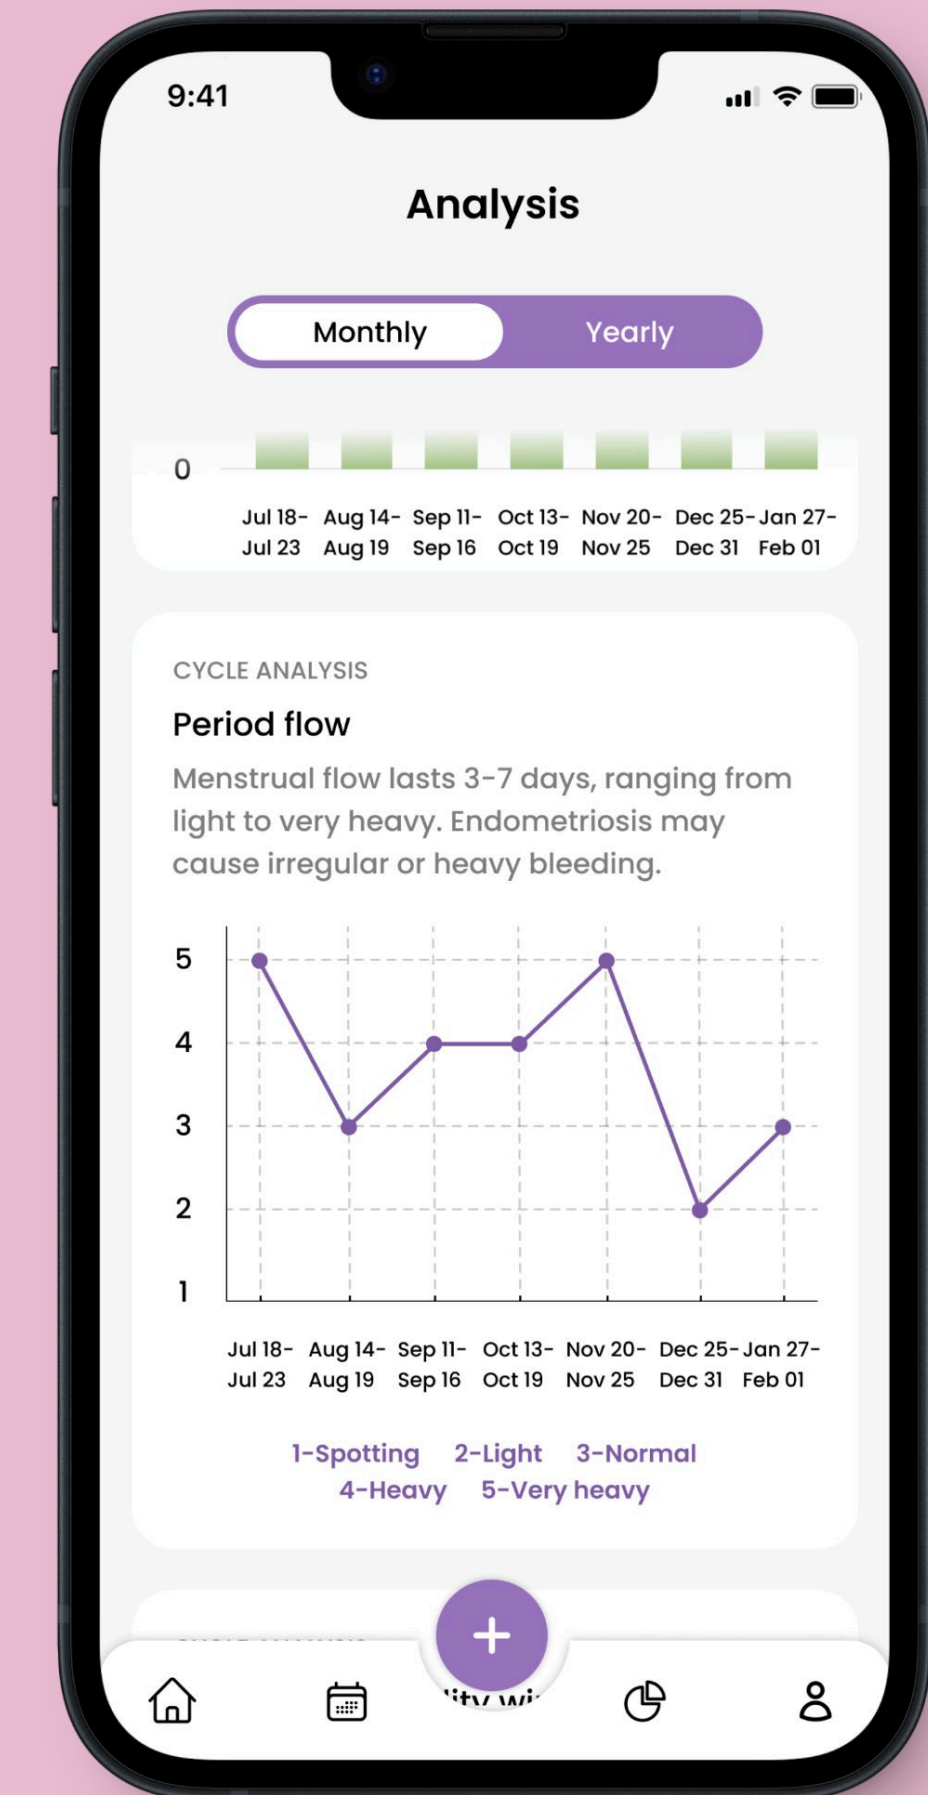 9:41
Analysis
Monthly Yearly
0
Jul 18- Aug 14- Sep 11- Oct 13- Nov 20- Dec 25- Jan 27-
Jul 23 Aug 19 Sep 16 Oct 19 Nov 25 Dec 31 Feb 01
CYCLE ANALYSIS
Period flow
Menstrual flow lasts 3-7 days, ranging from
light to very heavy. Endometriosis may
cause irregular or heavy bleeding.
5
4
3
2
1
Jul 18- Aug 14- Sep 11- Oct 13- Nov 20- Dec 25- Jan 27-
Jul 23 Aug 19 Sep 16 Oct 19 Nov 25 Dec 31 Feb 01
1-Spotting 2-Light 3-Normal
4-Heavy 5-Very heavy